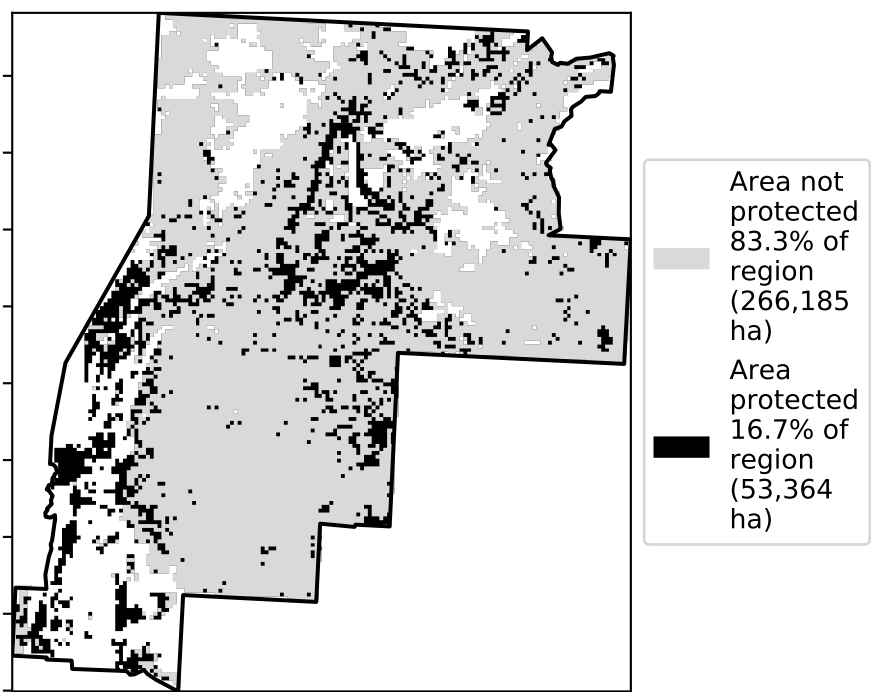 Area not
protected
83.3% of
region
(266,185
ha)
Area
protected
16.7% of
region
(53,364
ha)